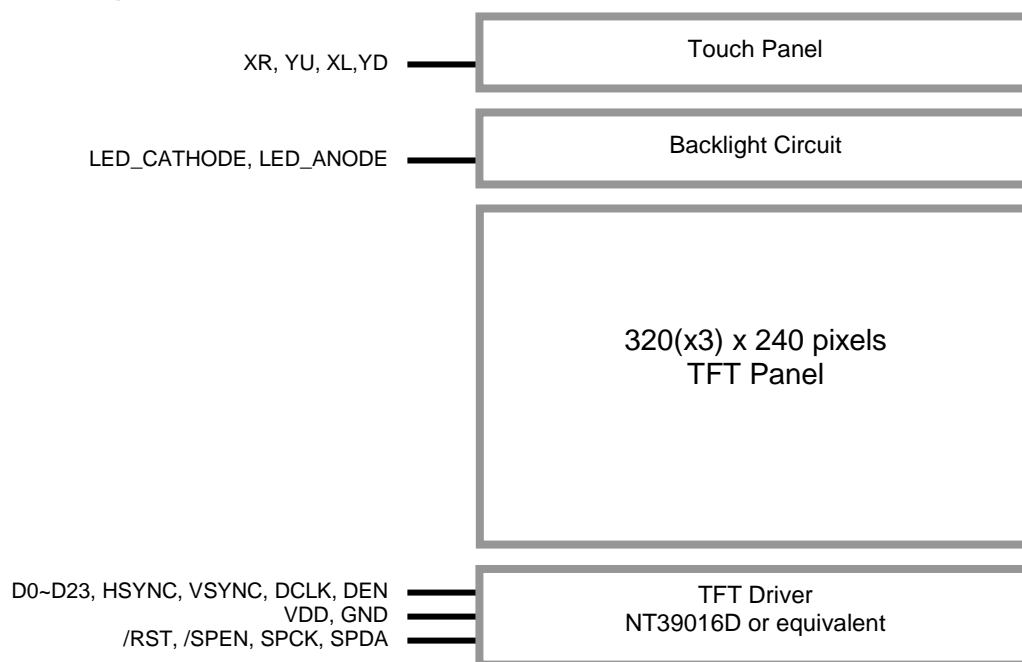 XR, YU, XL,YD
Touch Panel
LED_CATHODE, LED_ANODE
Backlight Circuit
320(x3) x 240 pixels
TFT Panel
D0~D23, HSYNC, VSYNC, DCLK, DEN
VDD, GND
/RST, /SPEN, SPCK, SPDA
TFT Driver
NT39016D or equivalent